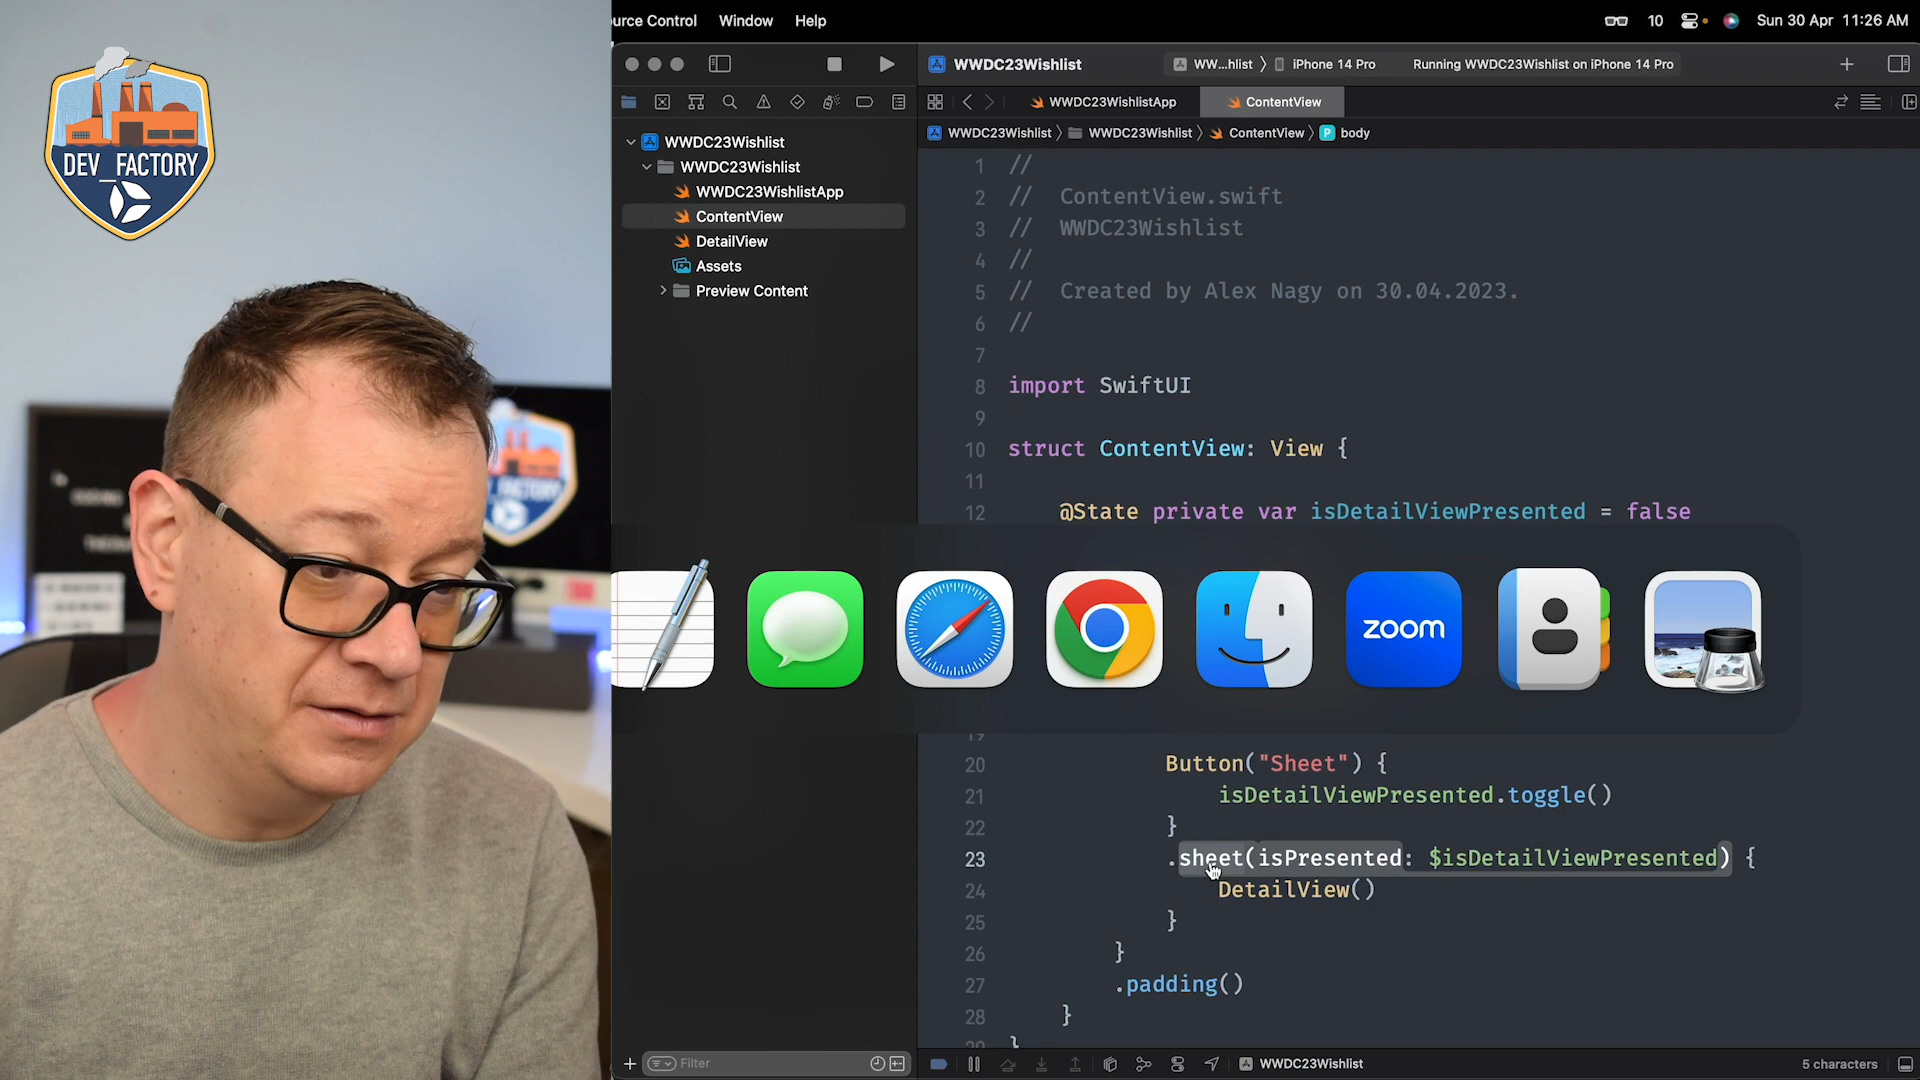 DEV_FACTORY
urce Control Window Help
10 Sun 30 Apr 11:26 AM
WWDC23Wishlist
WW...hlist iPhone 14 Pro Running WWDC23Wishlist on iPhone 14 Pro
WWDC23WishlistApp ContentView
WWDC23Wishlist WWDC23Wishlist ContentView body
WWDC23Wishlist
WWDC23Wishlist
WWDC23WishlistApp
ContentView
DetailView
Assets
Preview Content
1 //
2 // ContentView.swift
3 // WWDC23Wishlist
4 //
5 // Created by Alex Nagy on 30.04.2023.
6 //
7
8 import SwiftUI
9
10 struct ContentView: View {
11
12 @State private var isDetailViewPresented = false
zoom
19
20 Button("Sheet") {
21 isDetailViewPresented.toggle()
22 }
23 .sheet(isPresented: $isDetailViewPresented) {
24 DetailView()
25 }
26 }
27 .padding()
28 }
29 }
Filter
WWDC23Wishlist
5 characters